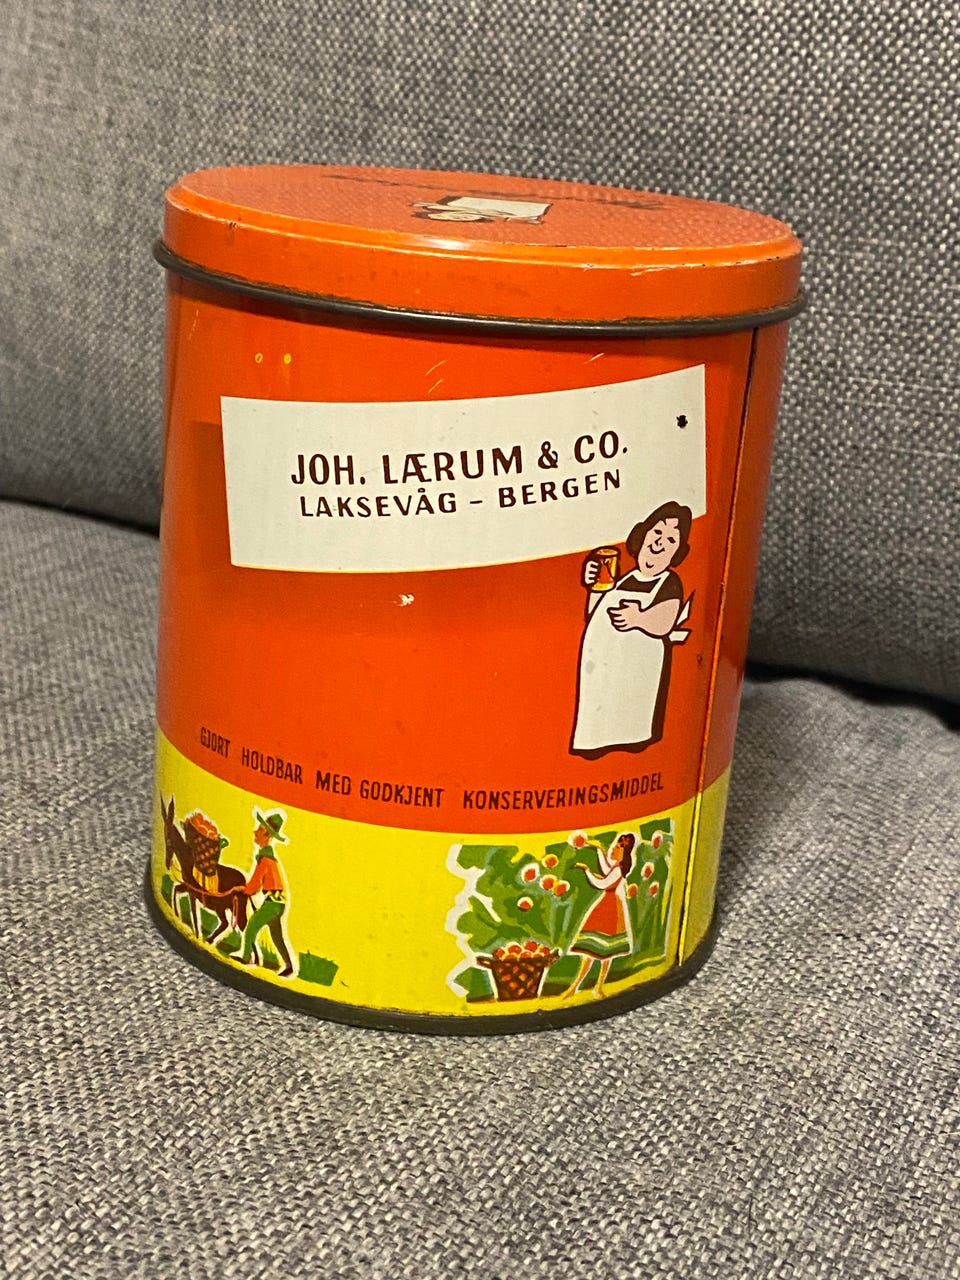 JOH. LÆRUM & CO.
LAKSEVÅG – BERGEN
GJORT HOLDBAR MED GODKJENT KONSERVERINGSMIDDEL